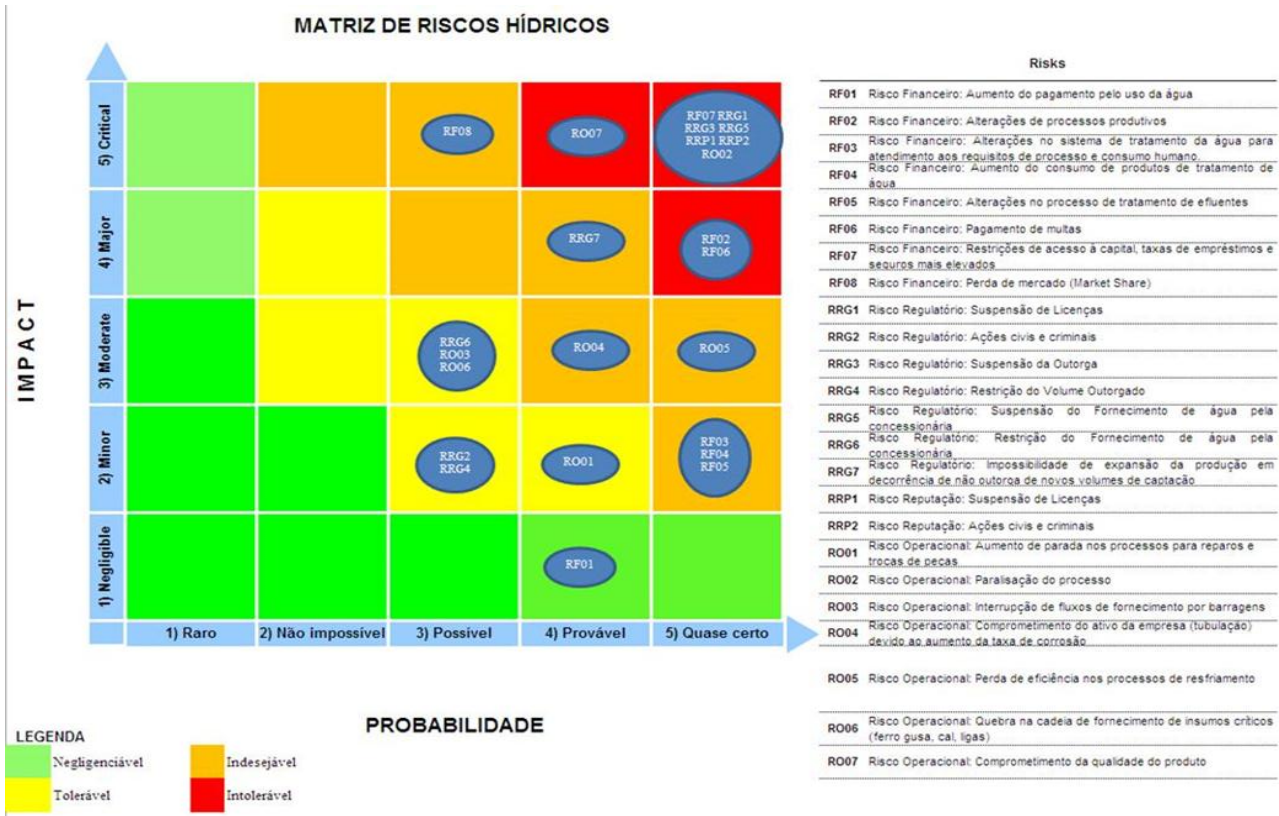 MATRIZ DE RISCOS HÍDRICOS
IMPACT
5) Critical
RF08
RO07
RF07 RRG1
RRG3 RRG5
RRP1 RRP2
RO02
4) Major
RRG7
RF02
RF06
3) Moderate
RRG6
RO03
RO06
RO04
RO05
2) Minor
RRG2
RRG4
RO01
RF03
RF04
RF05
1) Negligible
RF01
1) Raro
2) Não impossível
3) Possível
4) Provável
5) Quase certo
PROBABILIDADE
LEGENDA
Negligenciável
Indesejável
Tolerável
Intolerável
Risks
RF01 Risco Financeiro: Aumento do pagamento pelo uso da água
RF02 Risco Financeiro: Alterações de processos produtivos
RF03 Risco Financeiro: Alterações no sistema de tratamento da água para
atendimento aos requisitos de processo e consumo humano.
RF04 Risco Financeiro: Aumento do consumo de produtos de tratamento de
água
RF05 Risco Financeiro: Alterações no processo de tratamento de efluentes
RF06 Risco Financeiro: Pagamento de multas
RF07 Risco Financeiro: Restrições de acesso à capital, taxas de empréstimos e
seguros mais elevados
RF08 Risco Financeiro: Perda de mercado (Market Share)
RRG1 Risco Regulatório: Suspensão de Licenças
RRG2 Risco Regulatório: Ações civis e criminais
RRG3 Risco Regulatório: Suspensão da Outorga
RRG4 Risco Regulatório: Restrição do Volume Outorgado
RRG5 Risco Regulatório: Suspensão do Fornecimento de água pela
concessionária
RRG6 Risco Regulatório: Restrição do Fornecimento de água pela
concessionária
RRG7 Risco Regulatório: Impossibilidade de expansão da produção em
decorrência de não outorga de novos volumes de captação
RRP1 Risco Reputação: Suspensão de Licenças
RRP2 Risco Reputação: Ações civis e criminais
RO01 Risco Operacional: Aumento de parada nos processos para reparos e
trocas de peças
RO02 Risco Operacional: Paralisação do processo
RO03 Risco Operacional: Interrupção de fluxos de fornecimento por barragens
RO04 Risco Operacional: Comprometimento do ativo da empresa (tubulação)
devido ao aumento da taxa de corrosão
RO05 Risco Operacional: Perda de eficiência nos processos de resfriamento
RO06 Risco Operacional: Quebra na cadeia de fornecimento de insumos críticos
(ferro gusa, cal, ligas)
RO07 Risco Operacional: Comprometimento da qualidade do produto